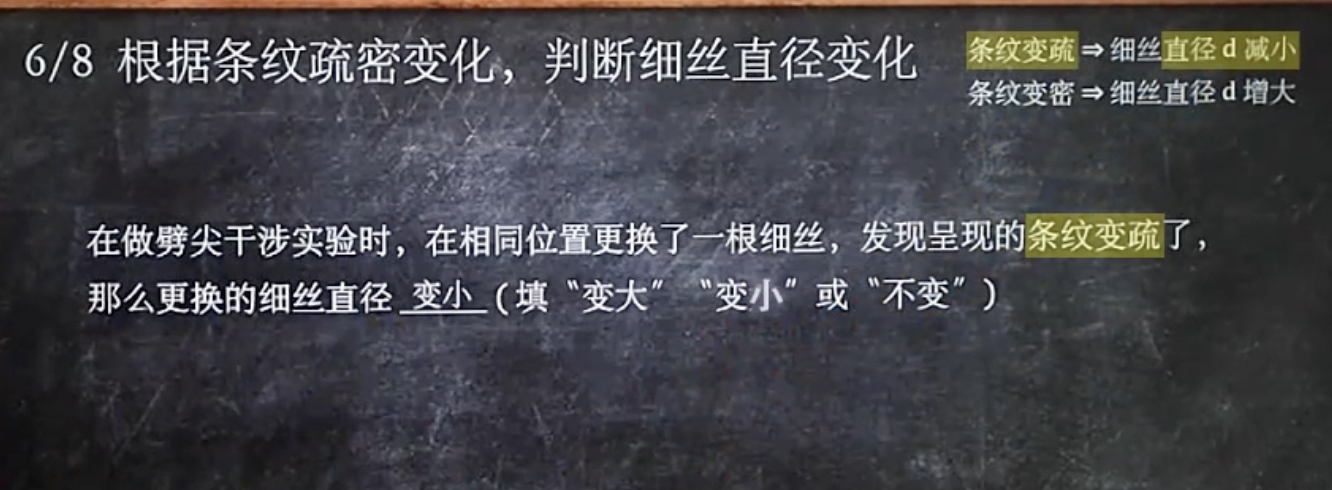 6/8 根据条纹疏密变化，判断细丝直径变化
条纹变疏 ⇒ 细丝直径 d 减小
条纹变密 ⇒ 细丝直径 d 增大
在做劈尖干涉实验时，在相同位置更换了一根细丝，发现呈现的条纹变疏了，
那么更换的细丝直径 变小 (填“变大” “变小”或“不变”)